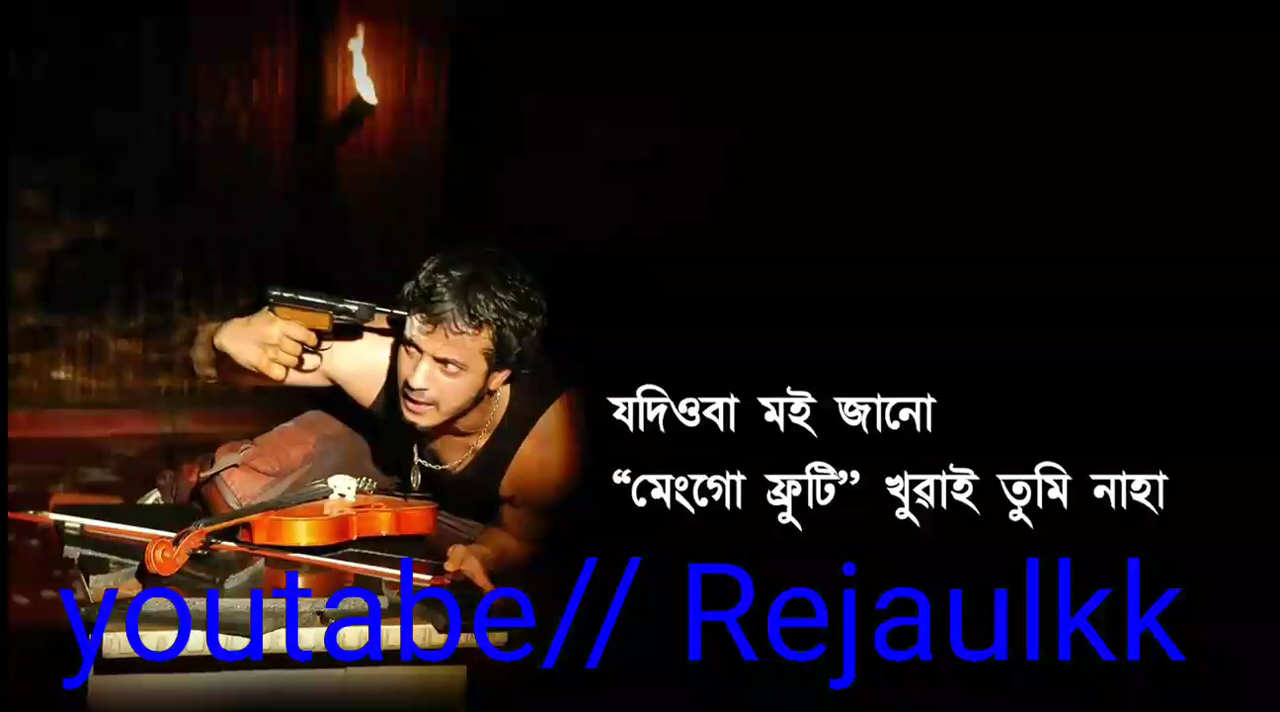 যদিওবা মই জানো
“মেংগো ফ্ৰুটি” খুৱাই তুমি নাহা
youtabe// Rejaulkk